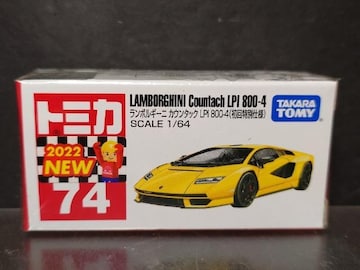 LAMBORGHINI Countach LPI 800-4
ランボルギーニ カウンタック LPI 800-4(初回特別仕様)
SCALE 1/64
TAKARA
TOMY
トミカ
2022
NEW
74